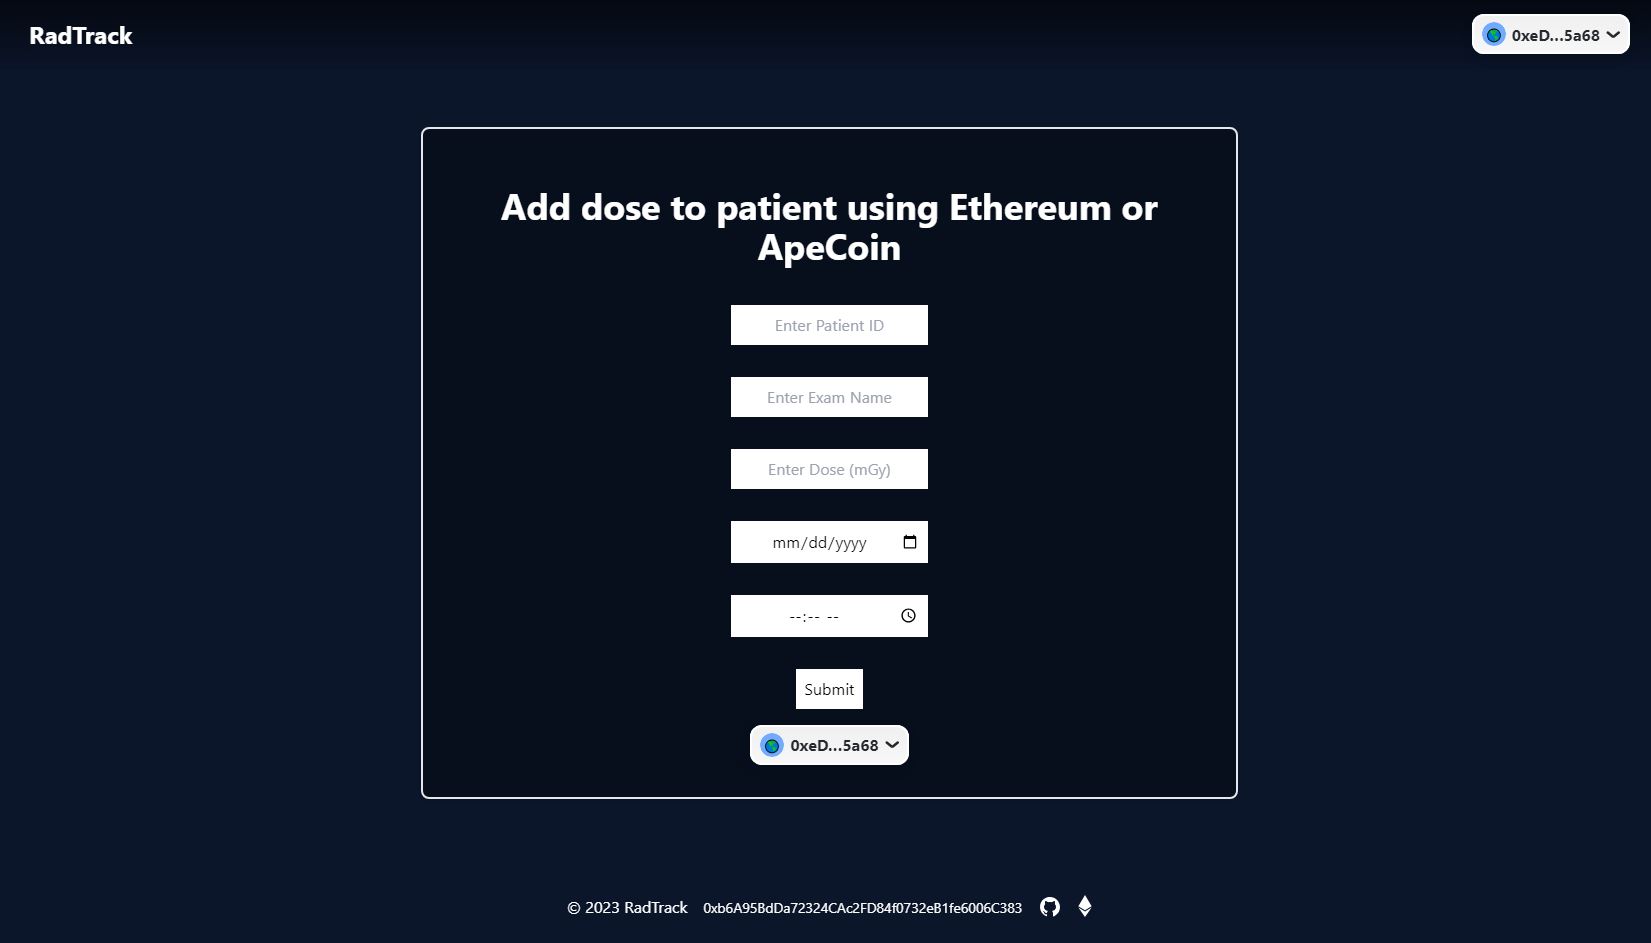 RadTrack
0xeD...5a68
Add dose to patient using Ethereum or
ApeCoin
Enter Patient ID
Enter Exam Name
Enter Dose (mGy)
mm/dd/yyyy
--:-- --
Submit
0xeD...5a68
© 2023 RadTrack 0xb6A95BdDa72324CAc2FD84f0732eB1fe6006C383